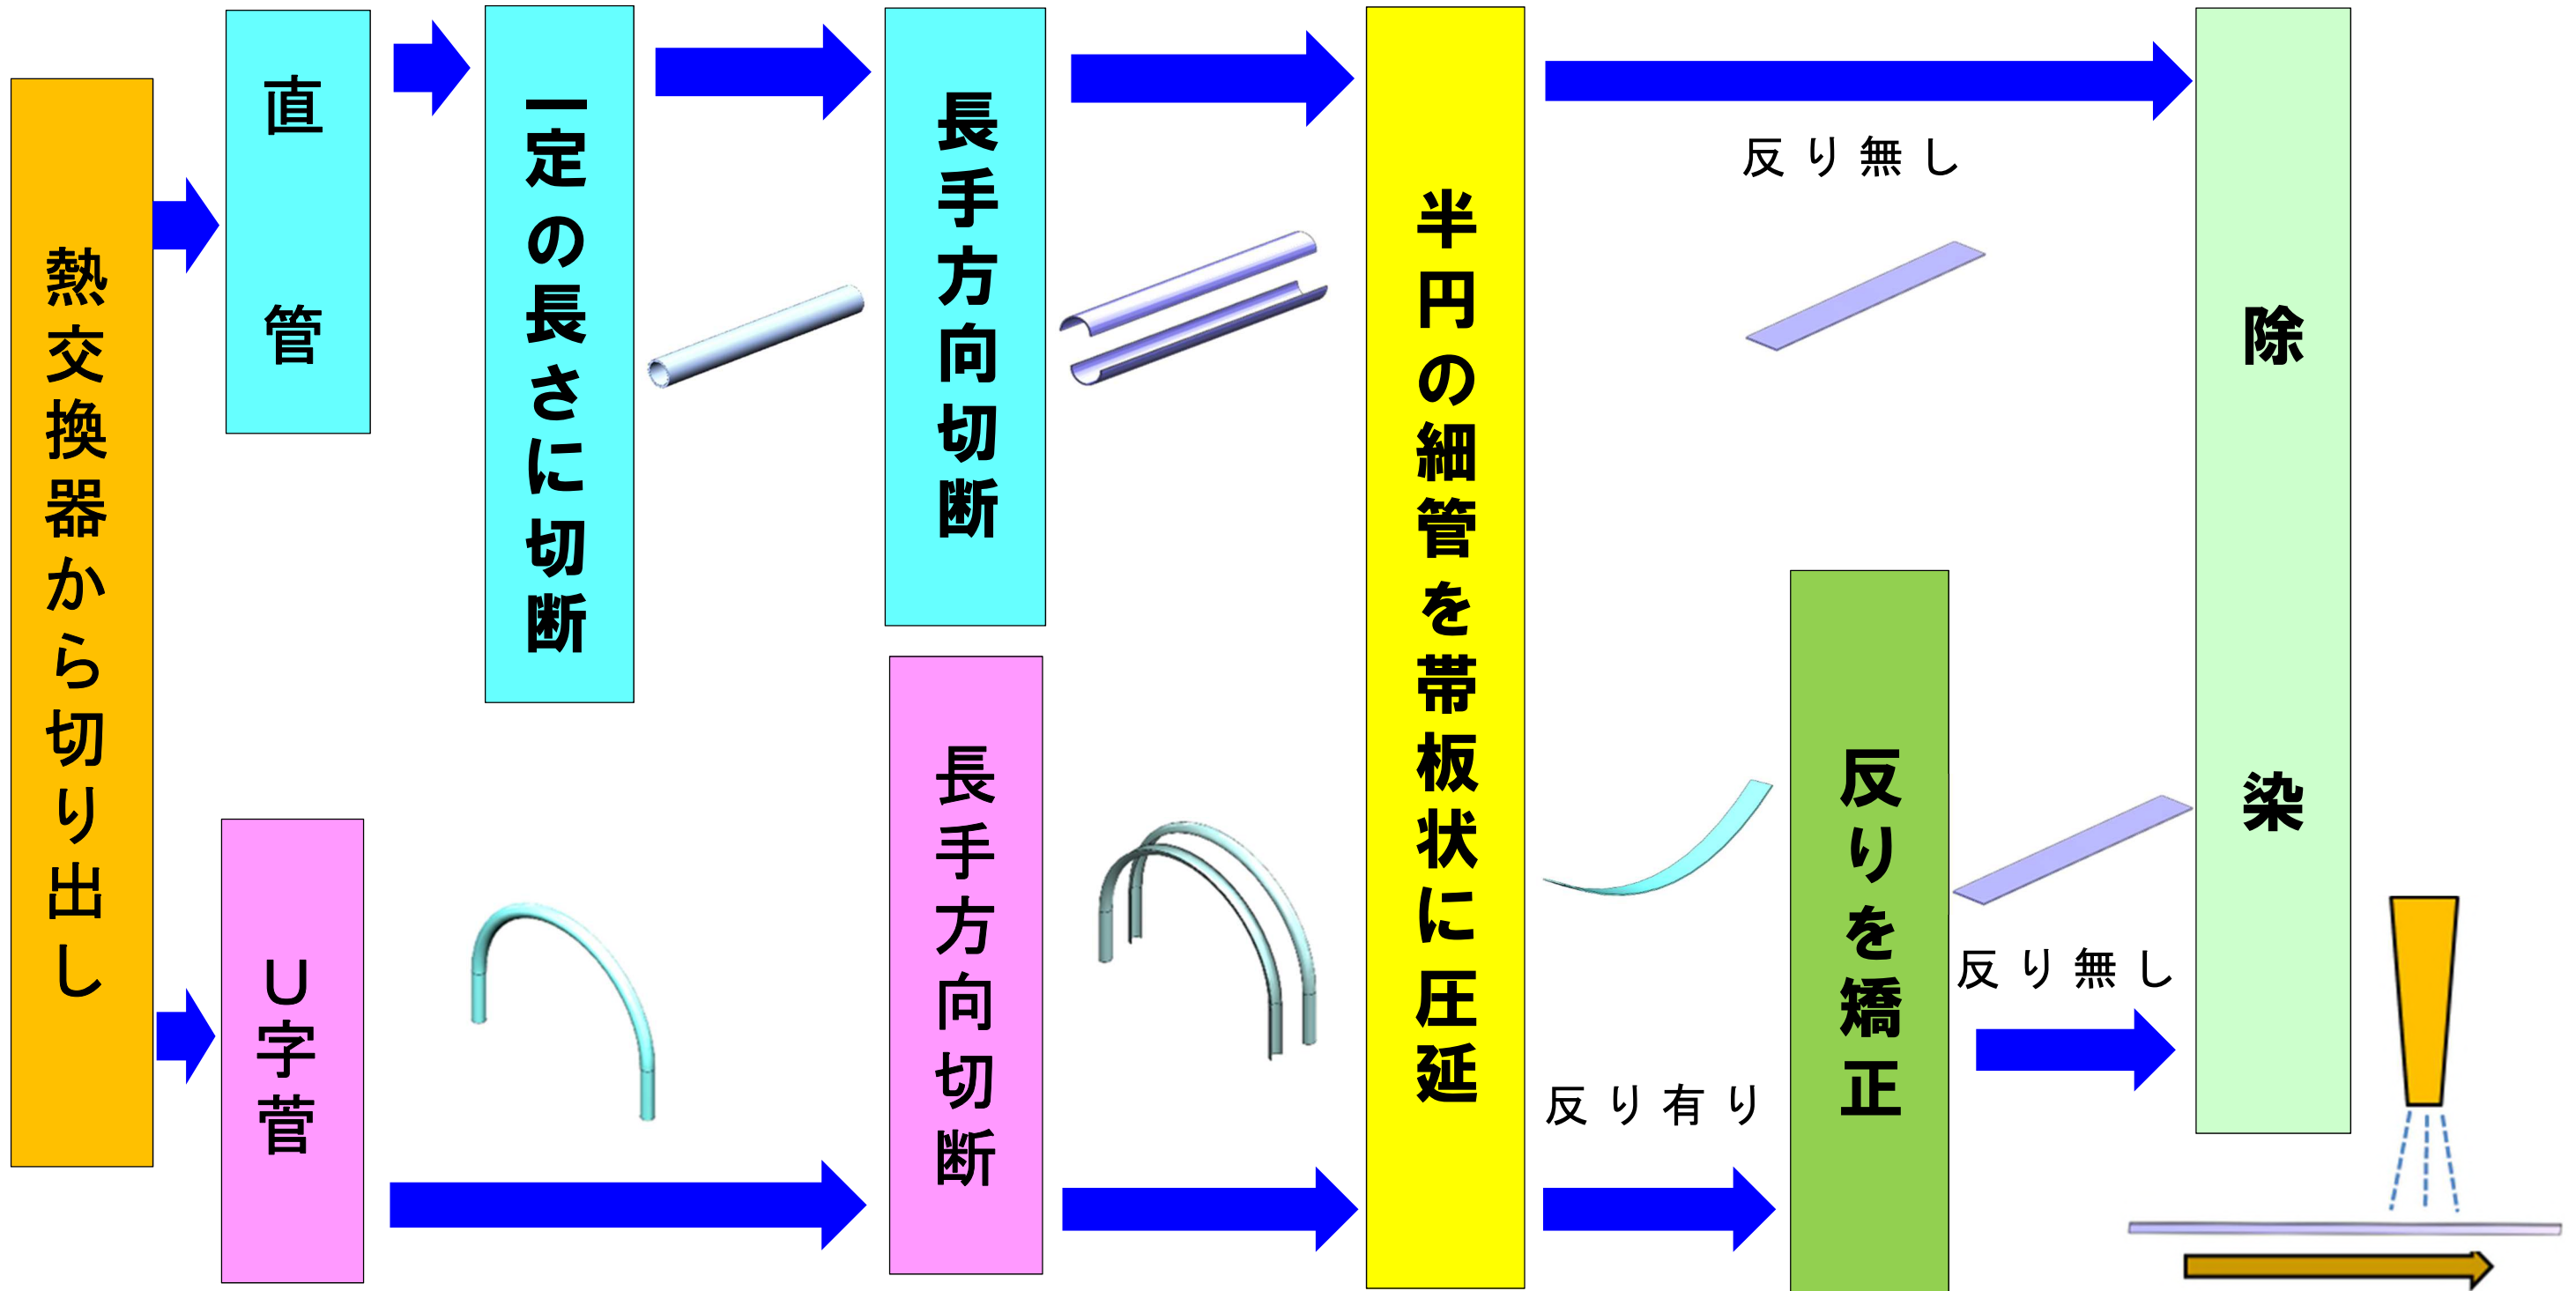 熱交換器から切り出し
直管
一定の長さに切断
長手方向切断
半円の細管を帯板状に圧延
反り無し
除染
U字菅
長手方向切断
反り有り
反りを矯正
反り無し